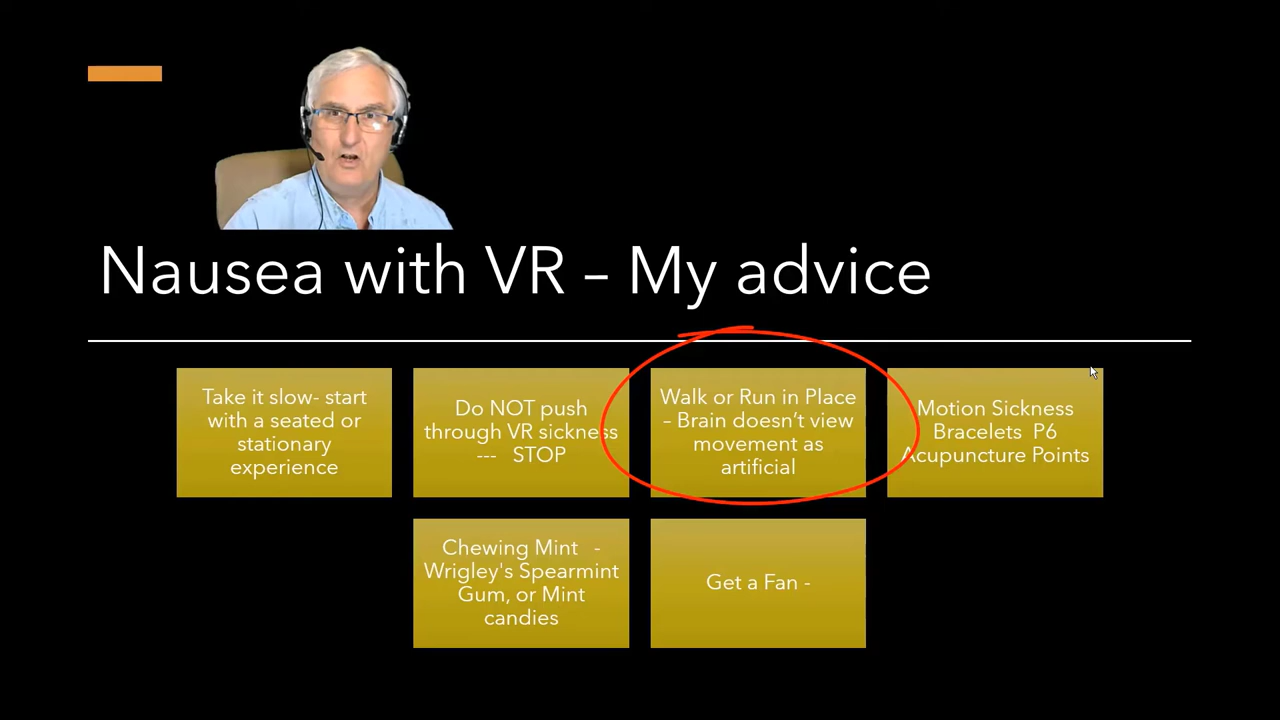 Nausea with VR – My advice
Take it slow- start
with a seated or
stationary
experience
Do NOT push
through VR sickness
--- STOP
Walk or Run in Place
– Brain doesn’t view
movement as
artificial
Motion Sickness
Bracelets P6
Acupuncture Points
Chewing Mint -
Wrigley's Spearmint
Gum, or Mint
candies
Get a Fan -